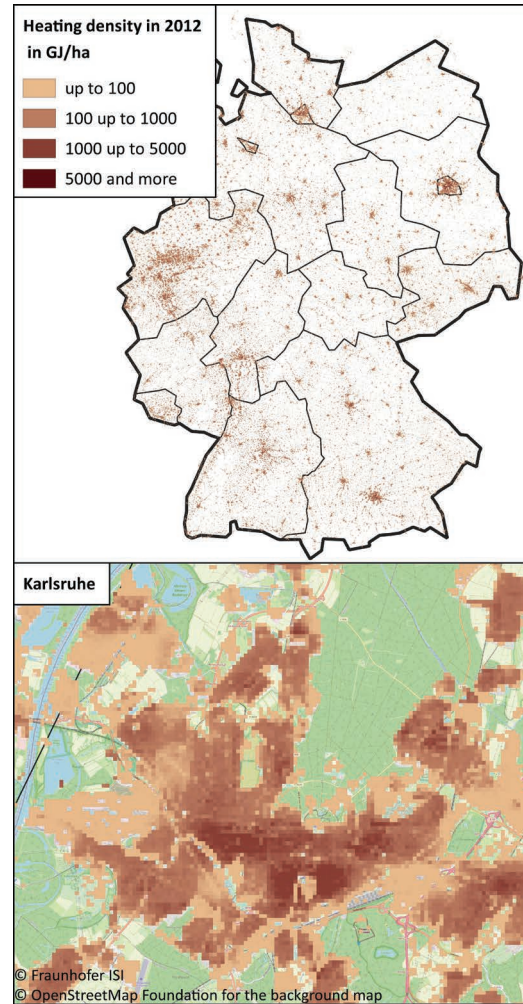 Heating density in 2012
in GJ/ha
up to 100
100 up to 1000
1000 up to 5000
5000 and more
Karlsruhe
© Fraunhofer ISI
© OpenStreetMap Foundation for the background map